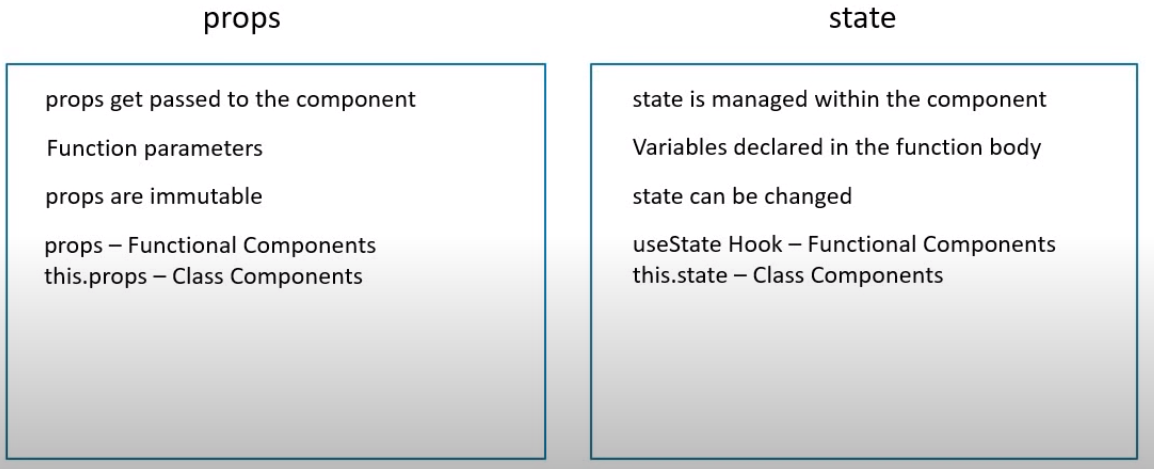 props
props get passed to the component
Function parameters
props are immutable
props – Functional Components
this.props – Class Components
state
state is managed within the component
Variables declared in the function body
state can be changed
useState Hook – Functional Components
this.state – Class Components